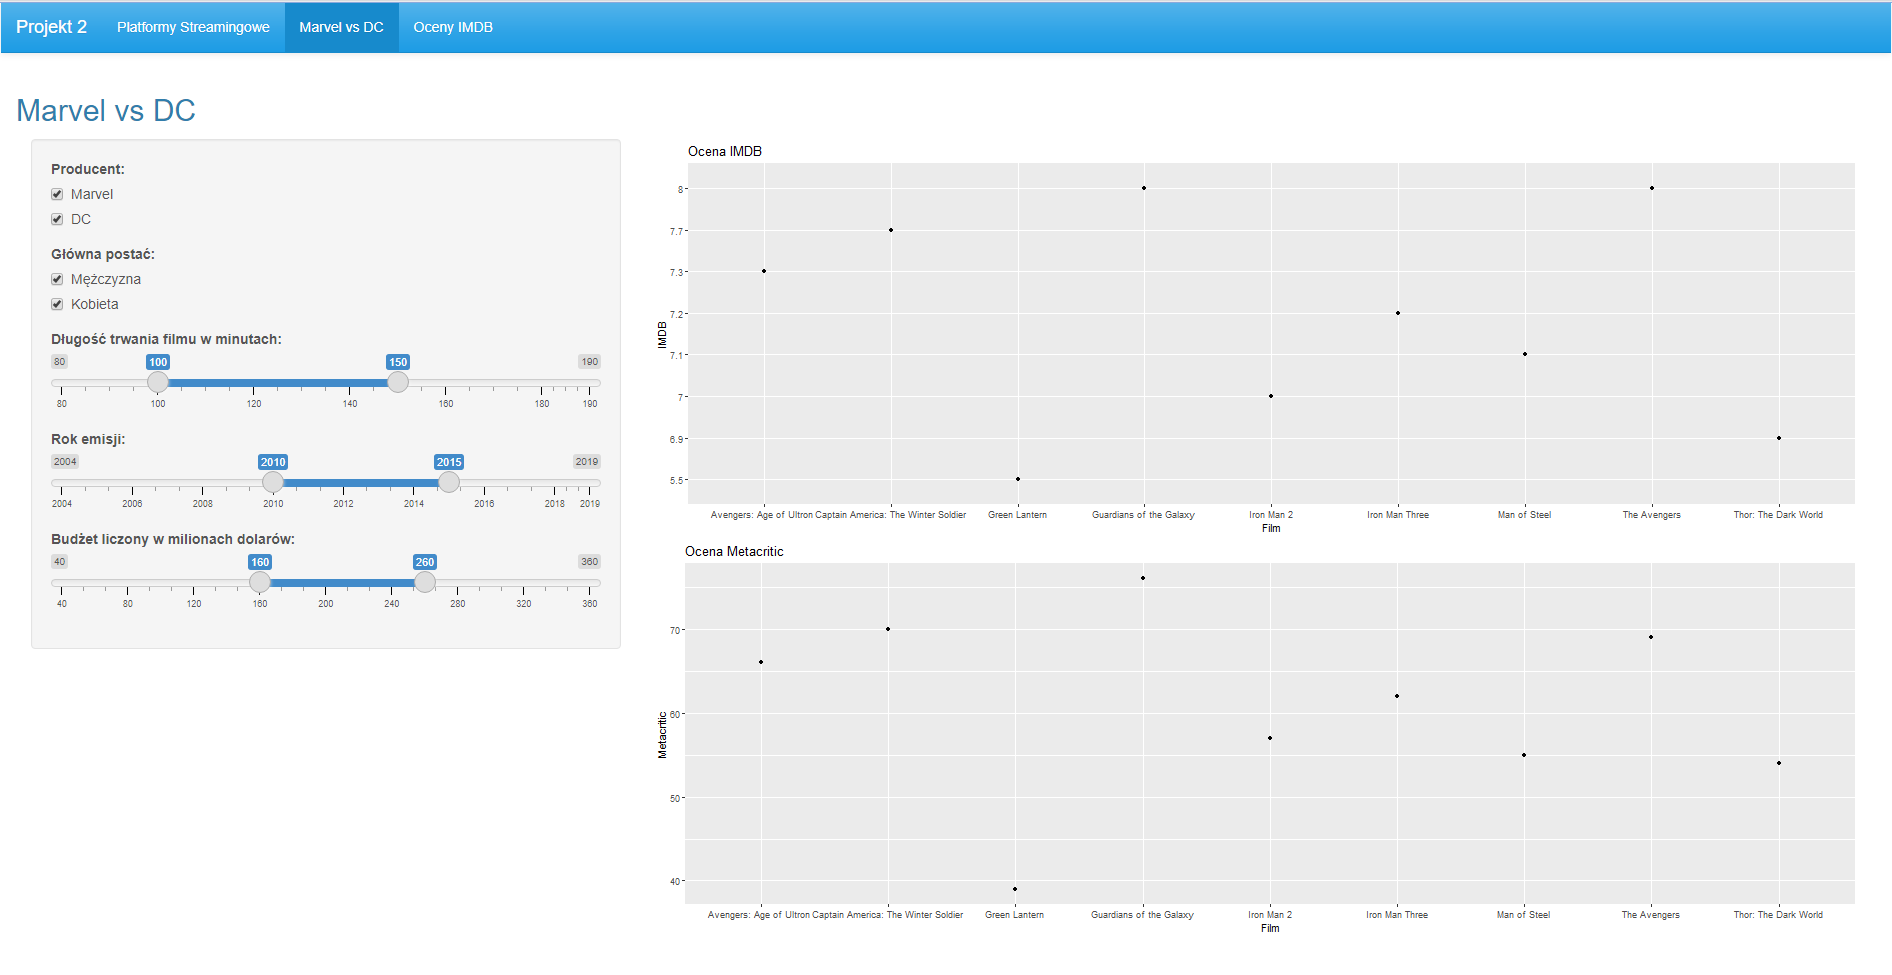 Projekt 2 Platformy Streamingowe Marvel vs DC Oceny IMDB
Marvel vs DC
Producent:
Marvel
DC
Główna postać:
Mężczyzna
Kobieta
Długość trwania filmu w minutach:
80 100 150 190
80 100 120 140 160 180 190
Rok emisji:
2004 2010 2015 2019
2004 2006 2008 2010 2012 2014 2016 2018 2019
Budżet liczony w milionach dolarów:
40 160 260 360
40 80 120 160 200 240 280 320 360
Ocena IMDB
8
7.7
7.3
7.2
7.1
7
6.9
5.5
IMDB
Avengers: Age of Ultron Captain America: The Winter Soldier Green Lantern Guardians of the Galaxy Iron Man 2 Iron Man Three Man of Steel The Avengers Thor: The Dark World
Film
Ocena Metacritic
70
60
50
40
Metacritic
Avengers: Age of Ultron Captain America: The Winter Soldier Green Lantern Guardians of the Galaxy Iron Man 2 Iron Man Three Man of Steel The Avengers Thor: The Dark World
Film